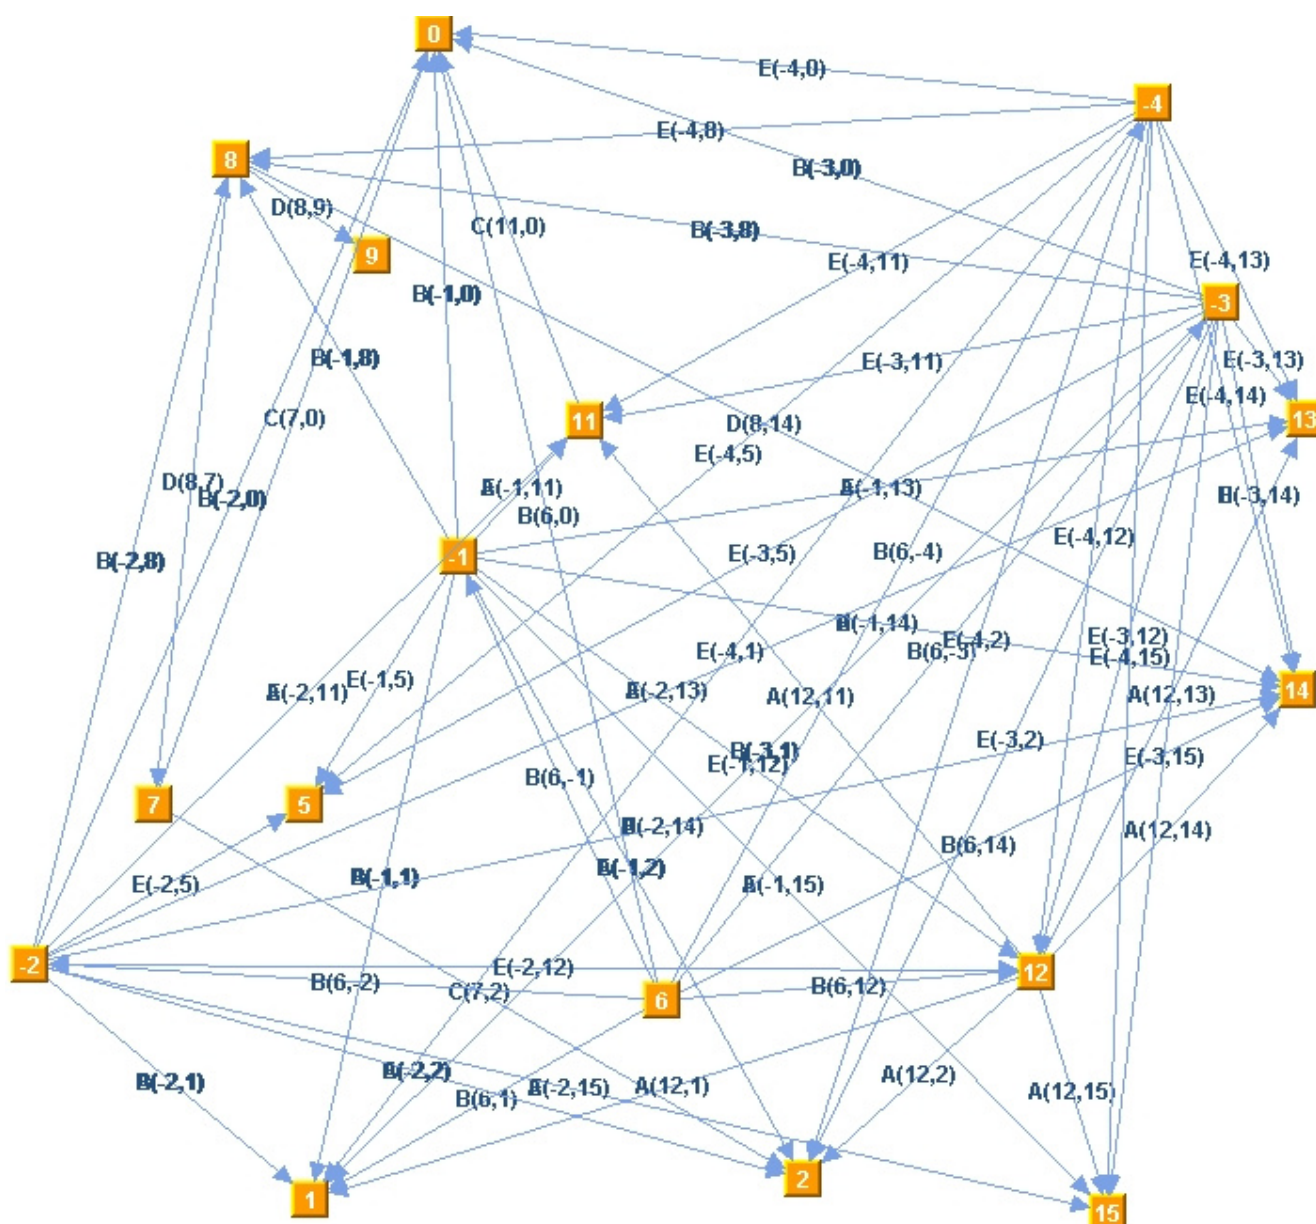 0
E(-4,0)
-4
E(-4,8)
8
B(-3,0)
D(8,9)
C(11,0)
B(-3,8)
9
E(-4,11)
E(-4,13)
B(-1,0)
-3
B(-1,8)
E(-3,11)
E(-3,13)
E(-4,14)
C(7,0)
11
D(8,14)
13
E(-4,5)
D(8,7)
(-1,11)
(-1,13)
B(-2,0)
(-3,14)
B(6,0)
E(-4,12)
-1
E(-3,5)
B(6,-4)
B(-2,8)
(-1,14)
E(-4,2)
E(-3,12)
E(-4,1)
B(6,-3)
E(-4,15)
E(-1,5)
(-2,11)
(-2,13)
A(12,11)
A(12,13)
14
E(-3,2)
(-3,1)
E(-1,12)
E(-3,15)
B(6,-1)
7
5
(-2,14)
A(12,14)
B(6,14)
(-1,2)
B(-1,1)
E(-2,5)
(-1,15)
-2
E(-2,12)
12
B(6,-2)
C(7,2)
6
B(6,12)
(-2,2)
A(12,2)
B(-2,1)
(-2,15)
A(12,1)
A(12,15)
B(6,1)
2
1
15